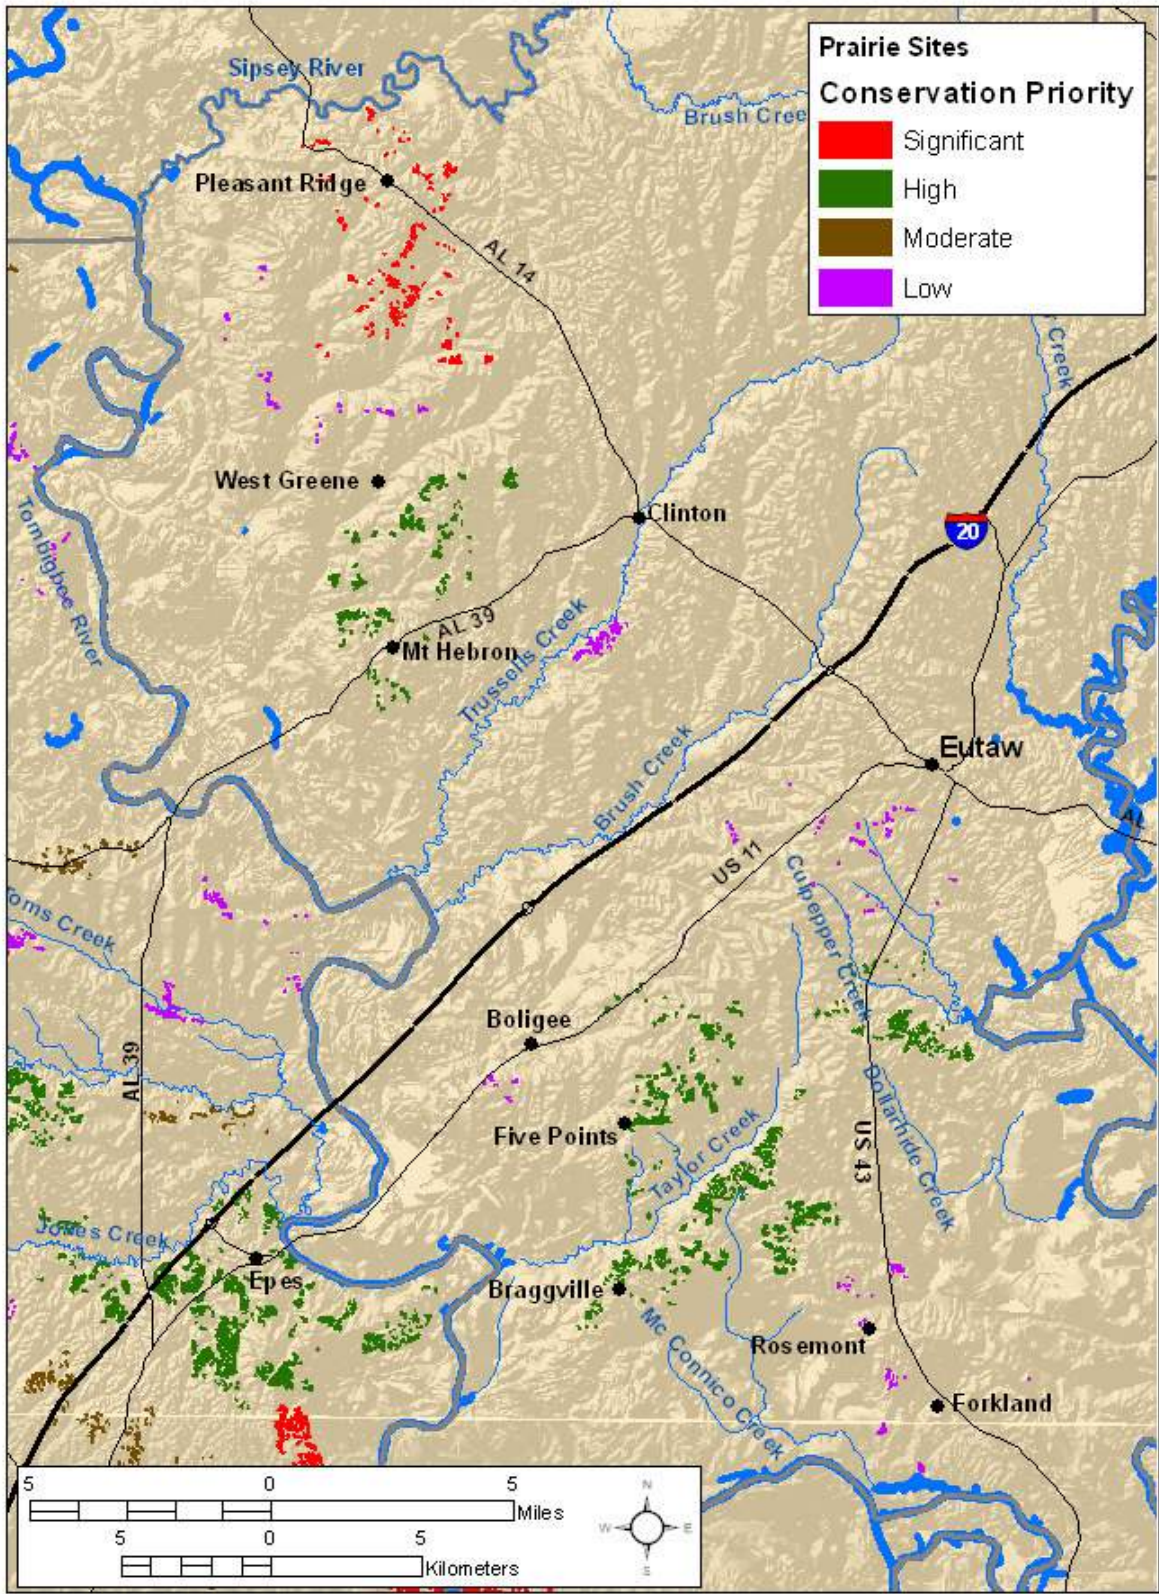 Prairie Sites
Conservation Priority
Significant
High
Moderate
Low
Sipsey River
Brush Cree
Pleasant Ridge
AL 14
Creek
West Greene
Clinton
20
Tombigbee River
AL 39
Mt Hebron
Trussells Creek
Eutaw
Brush Creek
AL
US 11
Culpepper Creek
oms Creek
Boligee
AL39
Five Points
Taylor Creek
US 43
Dollarhide Creek
Jones Creek
Epes
Braggville
Mc Connico Creek
Rosemont
Forkland
5 0 5
Miles
5 0 5
Kilometers
N
W E
S